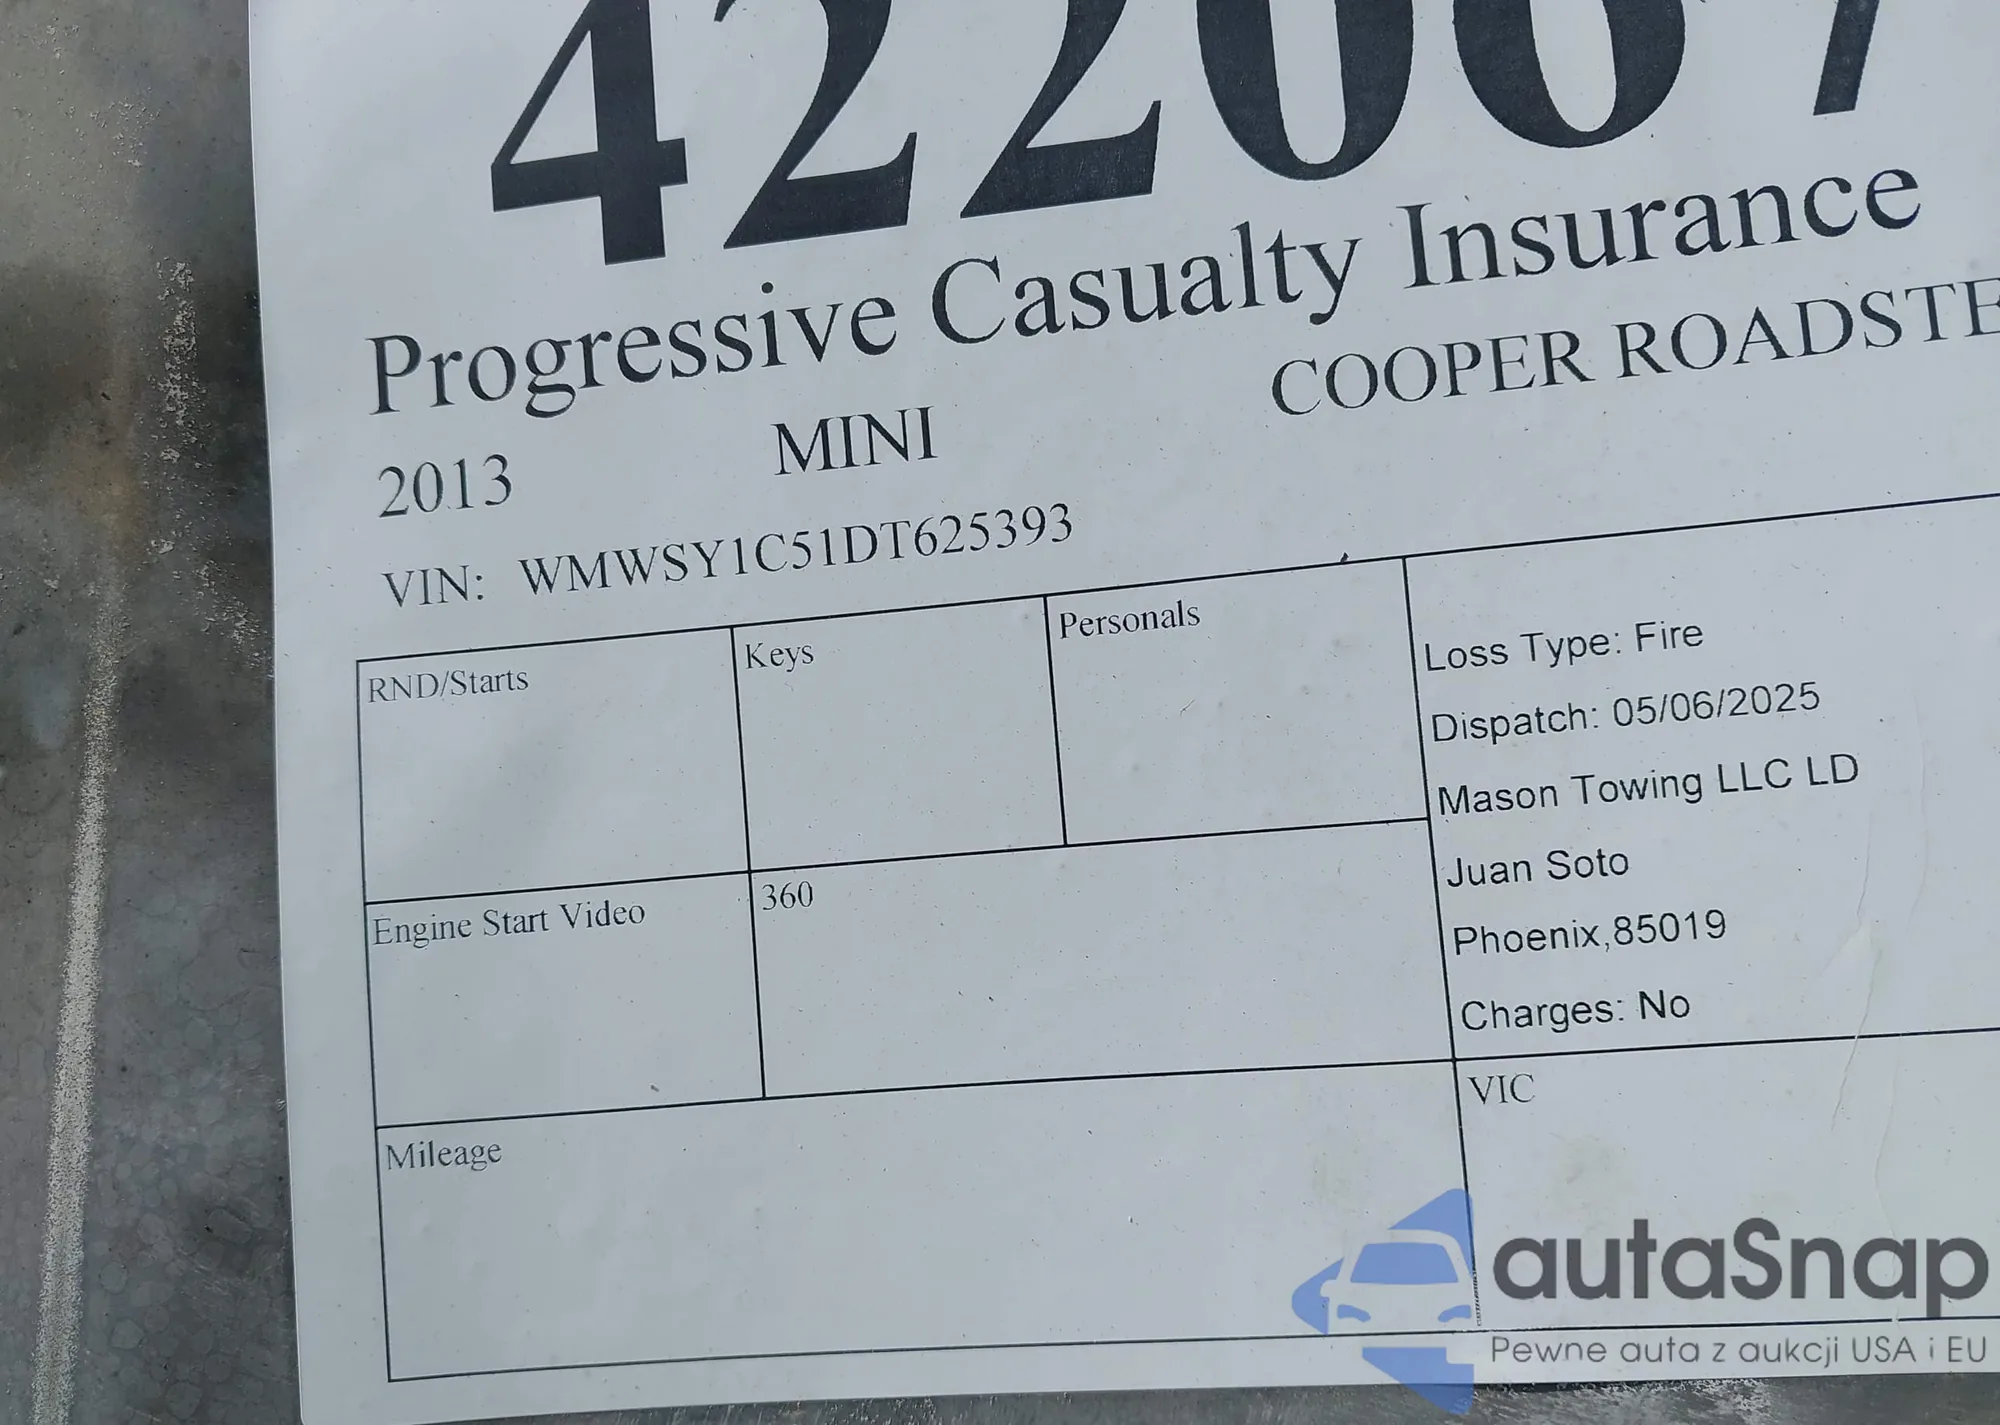 Progressive Casualty Insurance
2013 MINI COOPER ROADSTE
VIN: WMWSY1C51DT625393
RND/Starts
Keys
Personals
Loss Type: Fire
Dispatch: 05/06/2025
Mason Towing LLC LD
Juan Soto
Phoenix,85019
Charges: No
Engine Start Video
360
Mileage
VIC
autaSnap
Pewne auta z aukcji USA i EU